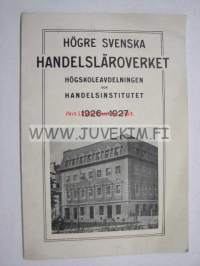 HÖGRE SVENSKA
HANDELSLÄROVERKET
HÖGSKOLEAVDELNINGEN
OCH
HANDELSINSTITUTET
1926-1927
WWW.JUVEKIM.FI